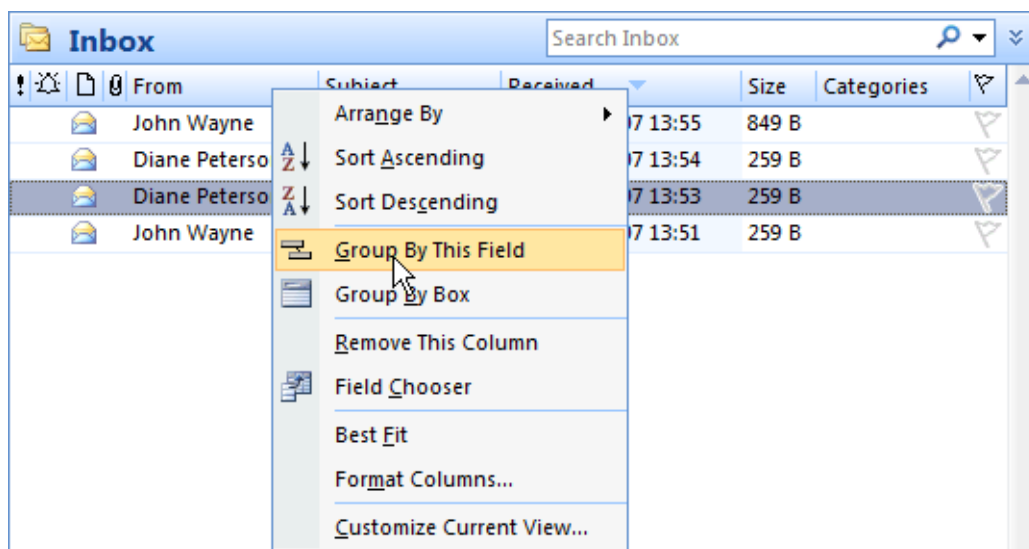 Inbox
Search Inbox
! From Subject Received Size Categories
John Wayne 07 13:55 849 B
Diane Peterso 07 13:54 259 B
Diane Peterso 07 13:53 259 B
John Wayne 07 13:51 259 B
Arrange By
Sort Ascending
Sort Descending
Group By This Field
Group By Box
Remove This Column
Field Chooser
Best Fit
Format Columns...
Customize Current View...